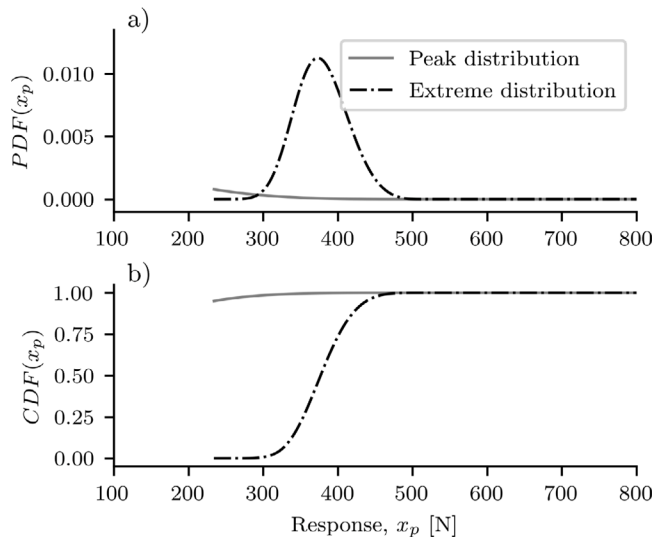 a)
PDF(x_p)
0.010
0.005
0.000
Peak distribution
Extreme distribution
100 200 300 400 500 600 700 800
b)
CDF(x_p)
1.00
0.75
0.50
0.25
0.00
100 200 300 400 500 600 700 800
Response, x_p [N]